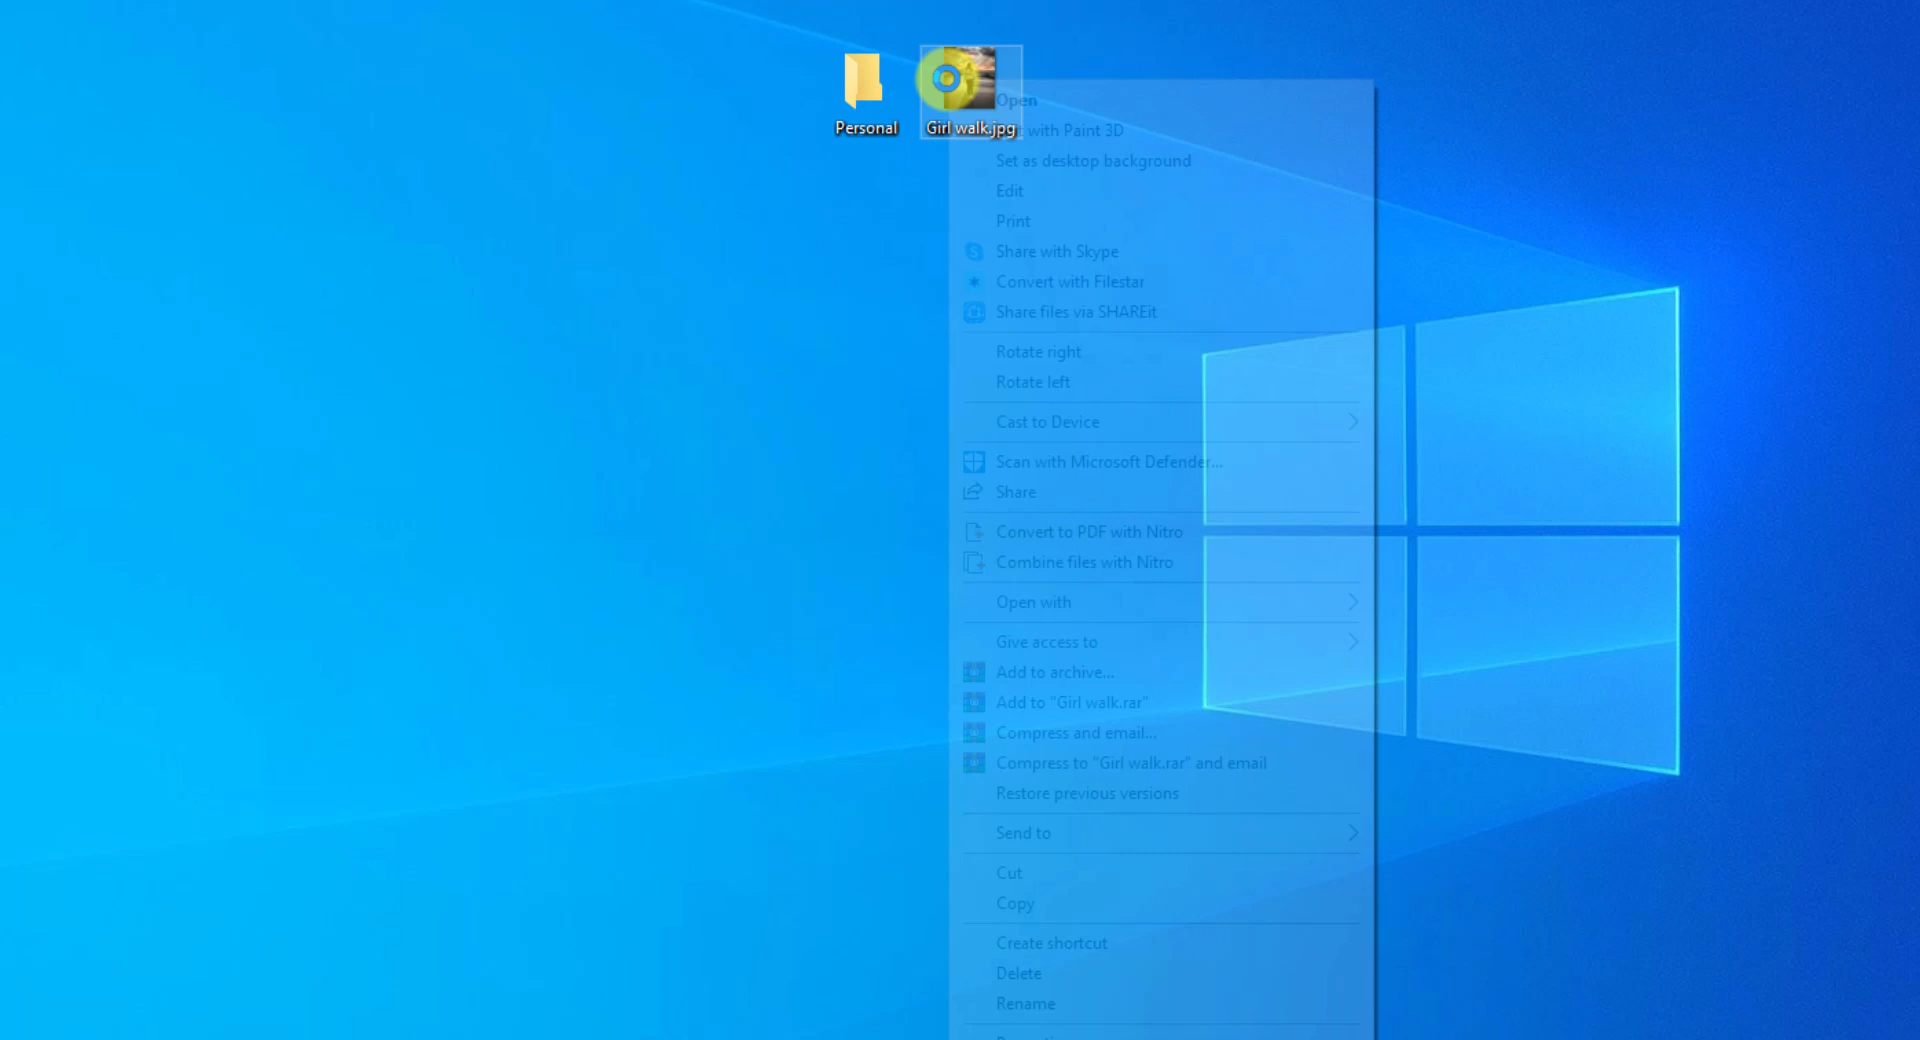 Personal
Girl walk.jpg
Open
with Paint 3D
Set as desktop background
Edit
Print
Share with Skype
Convert with Filestar
Share files via SHAREit
Rotate right
Rotate left
Cast to Device
Scan with Microsoft Defender...
Share
Convert to PDF with Nitro
Combine files with Nitro
Open with
Give access to
Add to archive...
Add to "Girl walk.rar"
Compress and email...
Compress to "Girl walk.rar" and email
Restore previous versions
Send to
Cut
Copy
Create shortcut
Delete
Rename